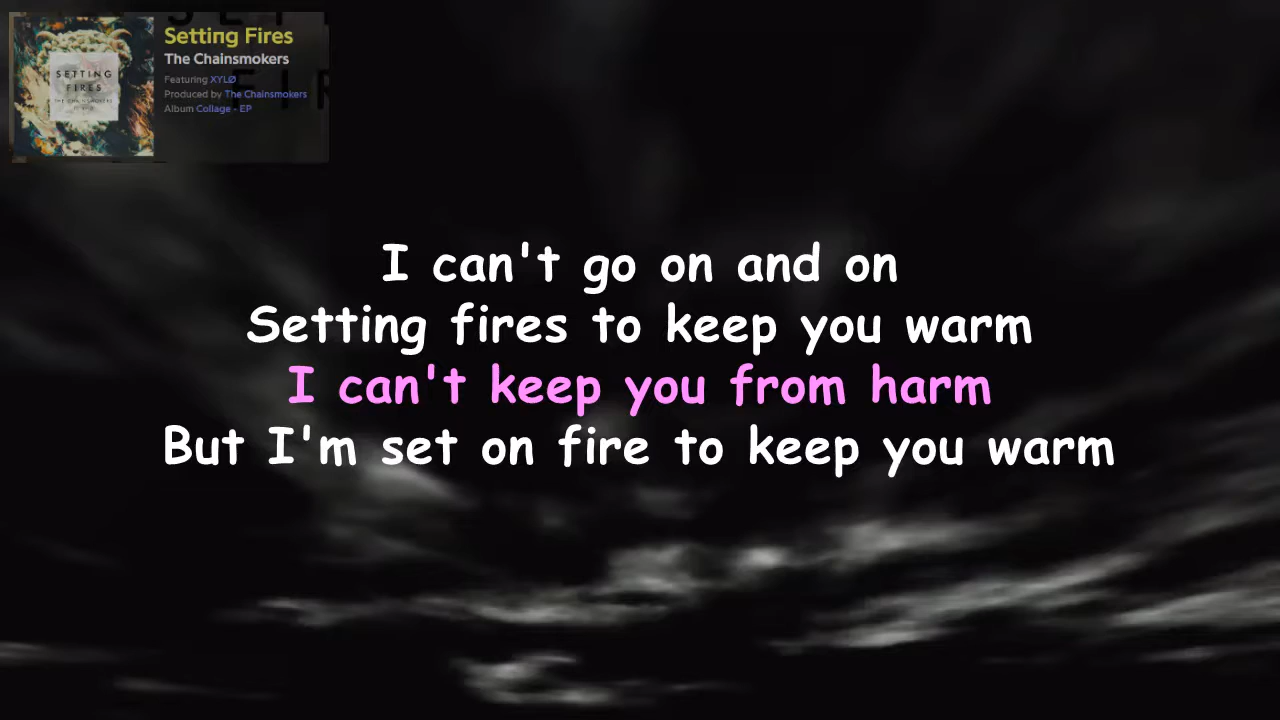 Setting Fires
The Chainsmokers
Featuring XYLØ
Produced by The Chainsmokers
Album Collage - EP
SETTING
FIRES
I can't go on and on
Setting fires to keep you warm
I can't keep you from harm
But I'm set on fire to keep you warm